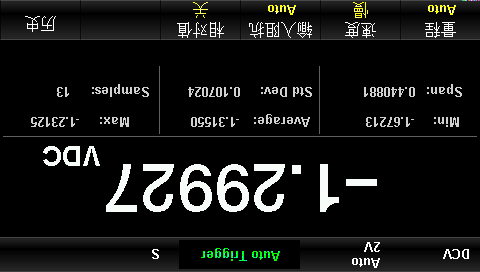 DCV Auto 2V Auto Trigger S
-1.29927 VDC
Min: -1.67213 Average: -1.31550 Max: -1.23125
Span: 0.440881 Std Dev: 0.107024 Samples: 13
量程 速度 输入阻抗 相对值 历史
Auto 慢 Auto 关